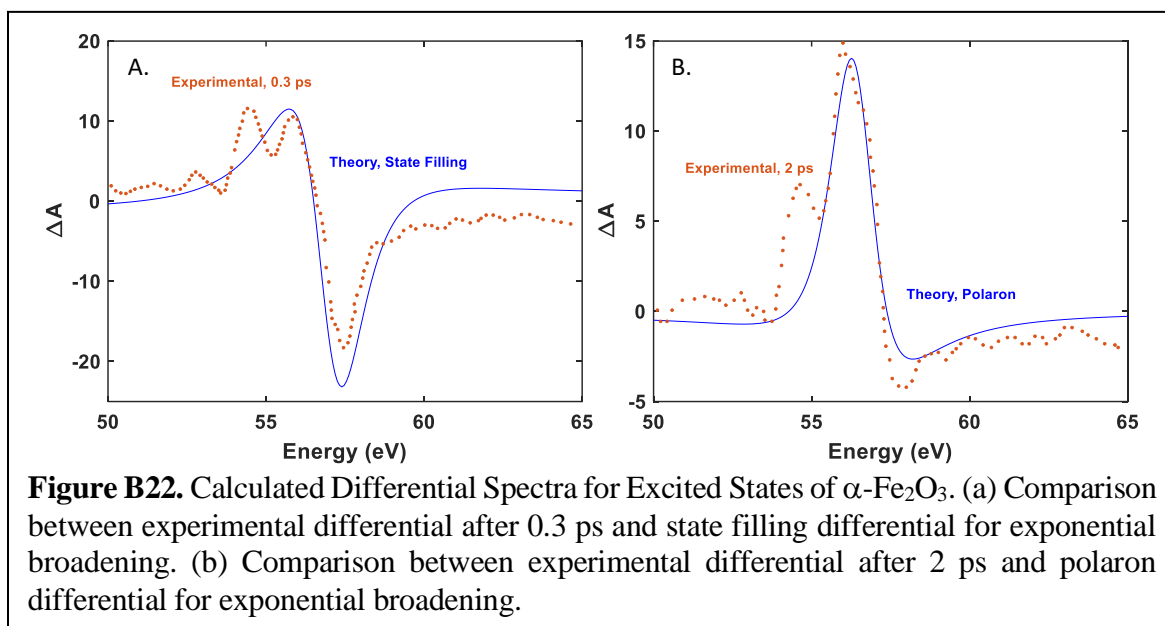 A.
Experimental, 0.3 ps
Theory, State Filling
20
10
0
-10
-20
ΔA
50
55
60
65
Energy (eV)
B.
Experimental, 2 ps
Theory, Polaron
15
10
5
0
-5
ΔA
50
55
60
65
Energy (eV)
Figure B22. Calculated Differential Spectra for Excited States of α-Fe₂O₃. (a) Comparison
between experimental differential after 0.3 ps and state filling differential for exponential
broadening. (b) Comparison between experimental differential after 2 ps and polaron
differential for exponential broadening.